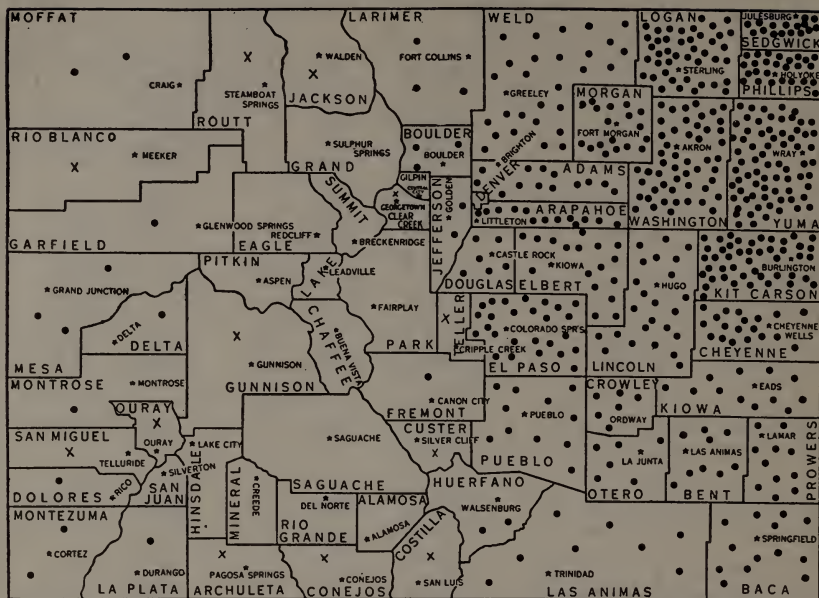 MOFFAT
LARIMER
WELD
LOGAN
JULESBURG
SEDGWICK
CRAIG
STEAMBOAT
SPRINGS
WALDEN
FORT COLLINS
STERLING
HOLYOKE
PHILLIPS
JACKSON
GREELEY
MORGAN
ROUTT
RIO BLANCO
MEEKER
SULPHUR
SPRINGS
BOULDER
BOULDER
FORT MORGAN
AKRON
WRAY
GRAND
BRIGHTON
GILPIN
ADAMS
SUMMIT
GEORGETOWN
CLEAR
CREEK
GOLDEN
DENVER
ARAPAHOE
LITTLETON
WASHINGTON
YUMA
GLENWOOD SPRINGS
REDCLIFF
GARFIELD
EAGLE
BRECKENRIDGE
JEFFERSON
PITKIN
ASPEN
LAKE
LEADVILLE
CASTLE ROCK
KIOWA
HUGO
BURLINGTON
GRAND JUNCTION
DOUGLAS
ELBERT
KIT CARSON
FAIRPLAY
DELTA
DELTA
CHAFFEE
BUENA VISTA
TELLER
COLORADO SPR'S
CHEYENNE
WELLS
MESA
PARK
CRIPPLE CREEK
EL PASO
LINCOLN
CHEYENNE
GUNNISON
MONTROSE
MONTROSE
GUNNISON
CROWLEY
KIOWA
EADS
CANON CITY
FREMONT
PUEBLO
ORDWAY
OURAY
OURAY
SAN MIGUEL
LAKE CITY
SAGUACHE
CUSTER
SILVER CLIFF
LAMAR
PROWERS
TELLURIDE
SILVERTON
LA JUNTA
LAS ANIMAS
PUEBLO
DOLORES
RICO
SAN
JUAN
HINSDALE
MINERAL
CREEDE
SAGUACHE
HUERFANO
OTERO
BENT
MONTEZUMA
DEL NORTE
ALAMOSA
WALSENBURG
RIO
GRANDE
ALAMOSA
COSTILLA
CORTEZ
SPRINGFIELD
DURANGO
PAGOSA SPRINGS
CONEJOS
SAN LUIS
TRINIDAD
LA PLATA
ARCHULETA
CONEJOS
LAS ANIMAS
BACA